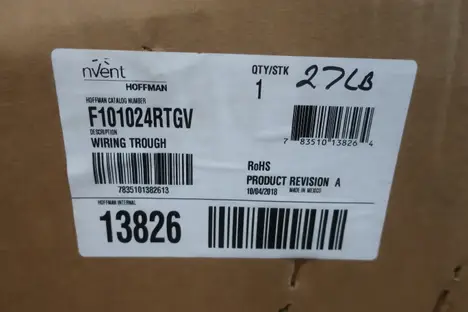 nVent
HOFFMAN
QTY/STK
1
27LB
HOFFMAN CATALOG NUMBER
F101024RTGV
DESCRIPTION
WIRING TROUGH
7835101382613
7 83510 13826 4
RoHS
PRODUCT REVISION A
10/04/2018 MADE IN MEXICO
HOFFMAN INTERNAL
13826